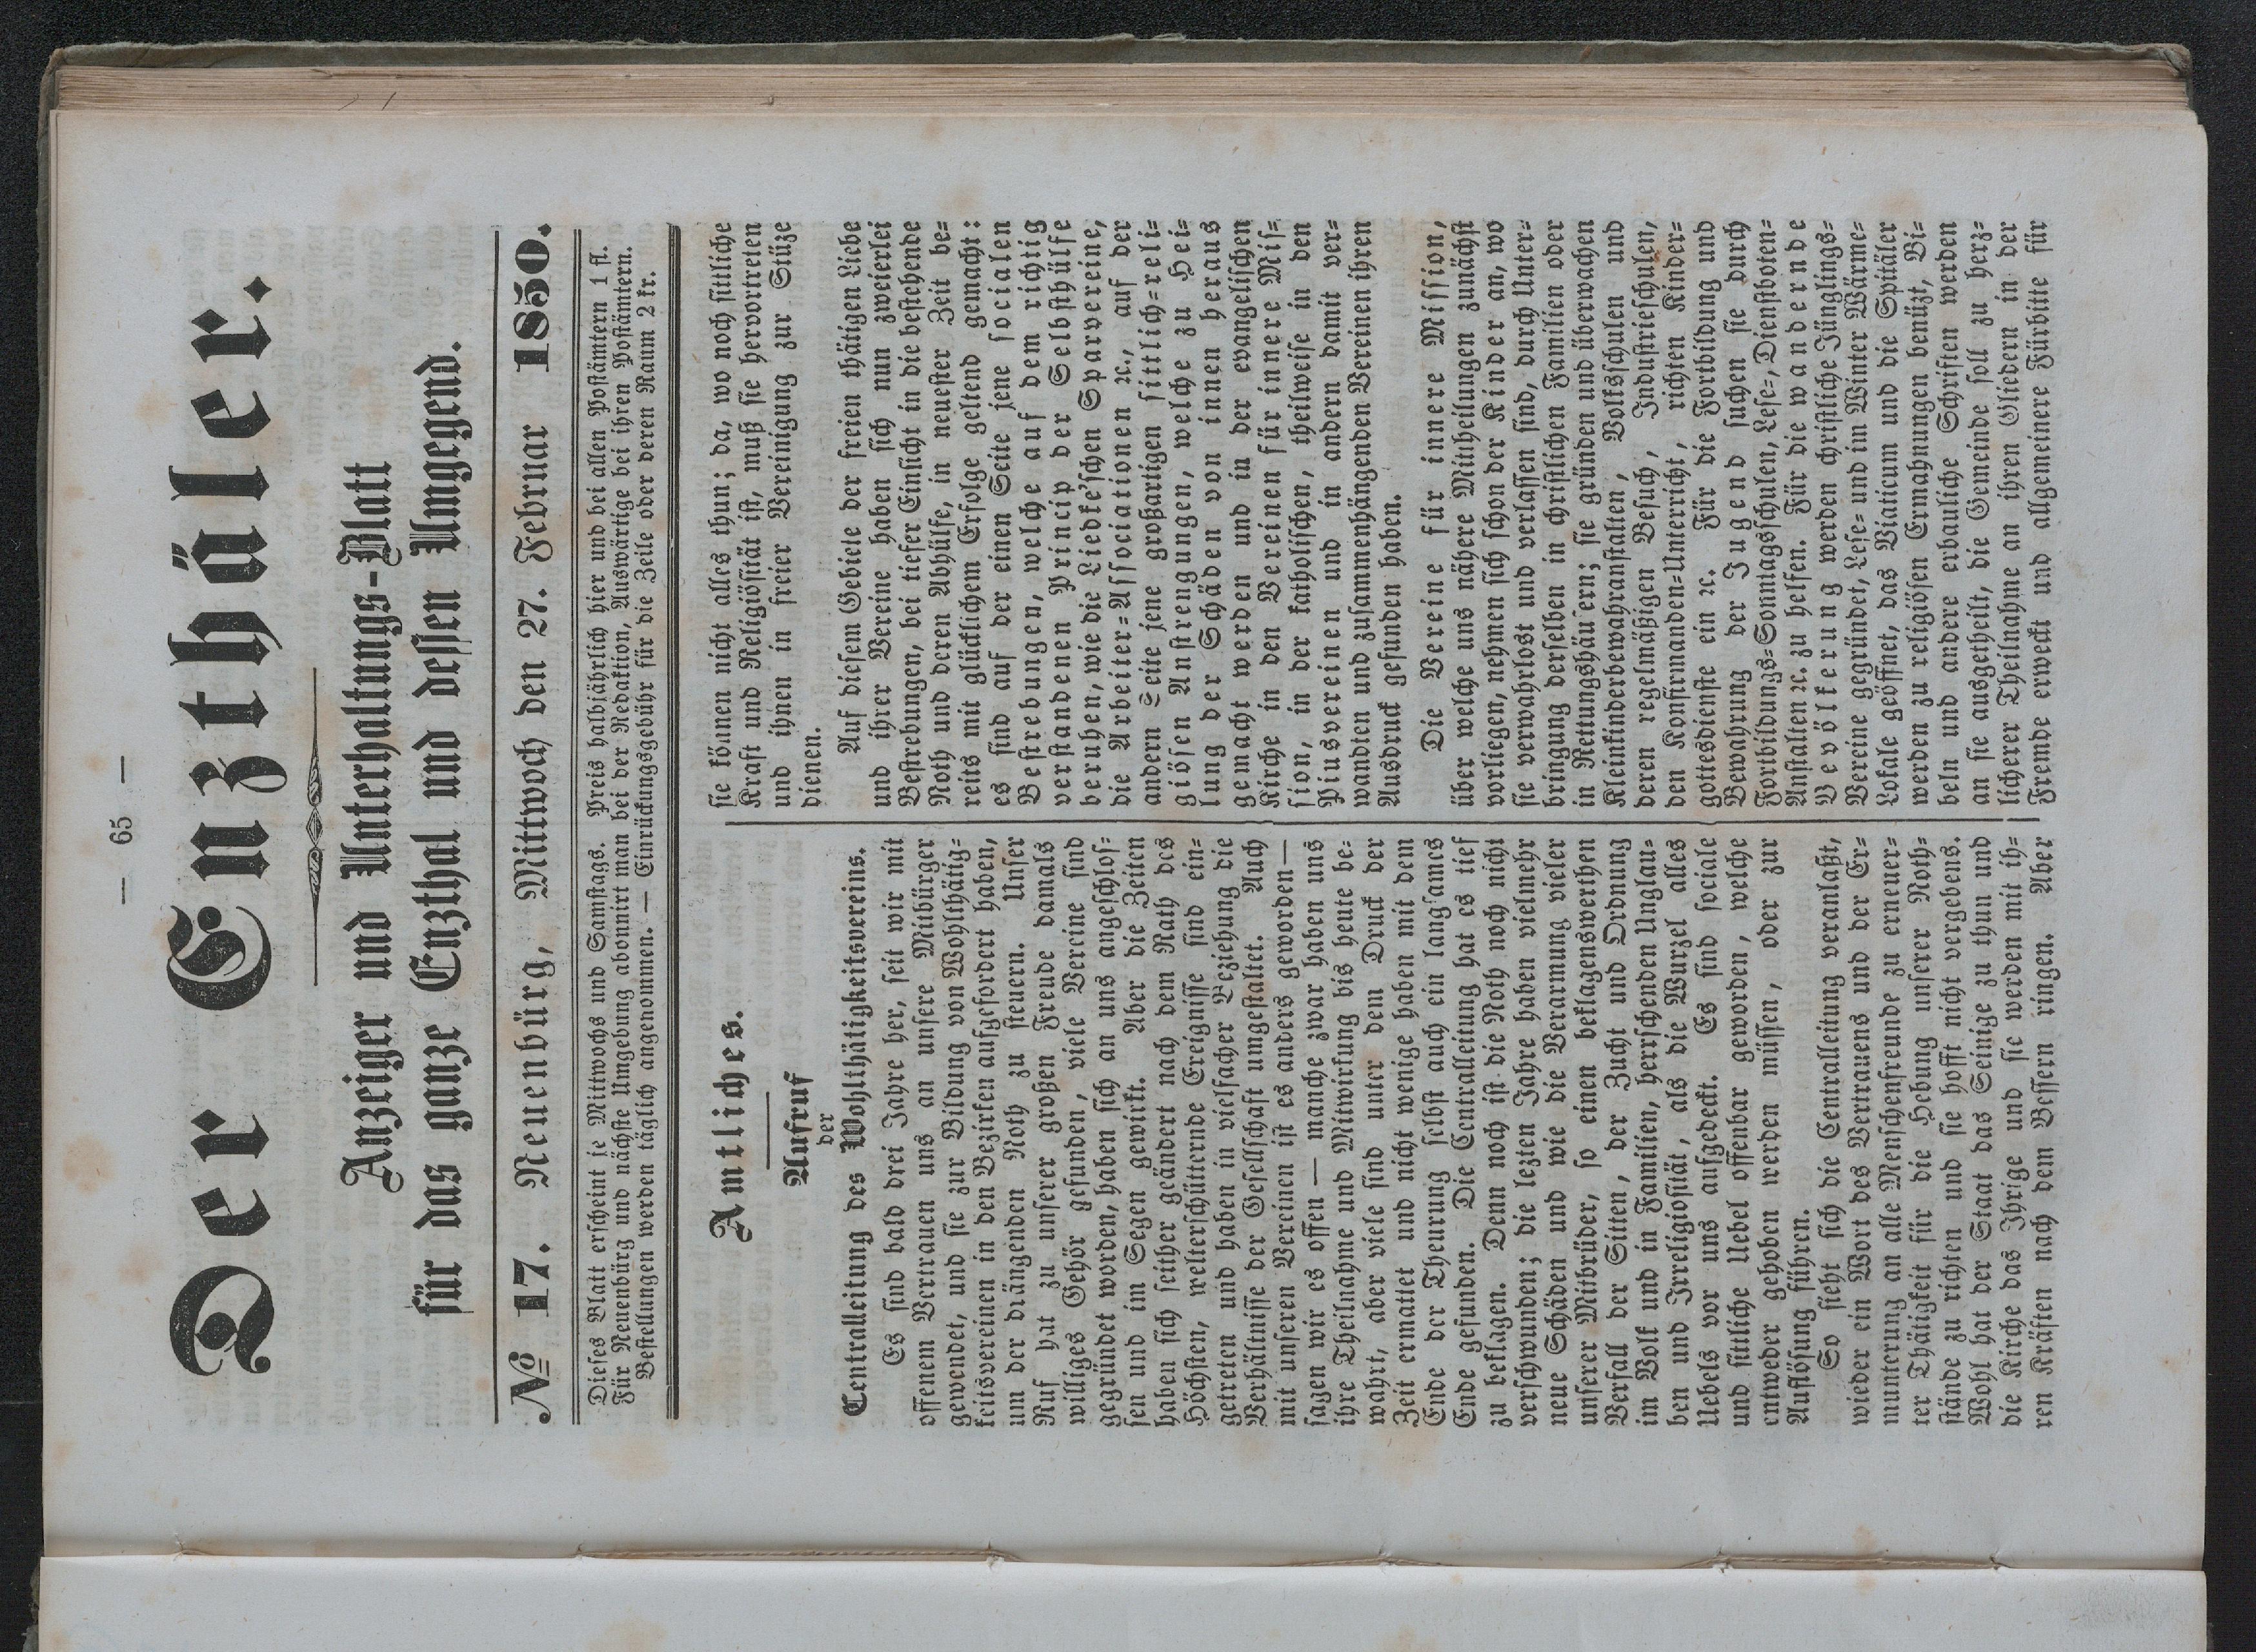 — 65 —
Der Enzthäler.
Anzeiger und Unterhaltungs-Blatt
für das ganze Enzthal und dessen Umgegend.
№ 17. Neuenbürg, Mittwoch den 27. Februar 1850.
Dieses Blatt erscheint je Mittwochs und Samstags. Preis halbjährlich hier und bei allen Postämtern 1 fl.
Für Neuenbürg und nächste Umgebung abonnirt man bei der Redaktion, Auswärtige bei ihren Postämtern.
Bestellungen werden täglich angenommen. — Einrückungsgebühr für die Zeile oder deren Raum 2 kr.
Amtliches.
Aufruf
der
Centralleitung des Wohlthätigkeitsvereins.
Es sind bald drei Jahre her, seit wir mit
offenem Vertrauen uns an unsere Mitbürger
gewendet, und sie zur Bildung von Wohlthätig-
keitsvereinen in den Bezirken aufgefordert haben,
um der drängenden Noth zu steuern. Unser
Ruf hat zu unserer großen Freude damals
williges Gehör gefunden, viele Vereine sind
gegründet worden, haben sich an uns angeschlos-
sen und im Segen gewirkt. Aber die Zeiten
haben sich seither geändert nach dem Rath des
Höchsten, welterschütternde Ereignisse sind ein-
getreten und haben in vielfacher Beziehung die
Verhältnisse der Gesellschaft umgestaltet. Auch
mit unseren Vereinen ist es anders geworden —
sagen wir es offen — manche zwar haben uns
ihre Theilnahme und Mitwirkung bis heute be-
wahrt, aber viele sind unter dem Druck der
Zeit ermattet und nicht wenige haben mit dem
Ende der Theurung selbst auch ein langsames
Ende gefunden. Die Centralleitung hat es tief
zu beklagen. Denn noch ist die Noth noch nicht
verschwunden; die lezten Jahre haben vielmehr
neue Schäden und wie die Verarmung vieler
unserer Mitbrüder, so einen beklagenswerthen
Verfall der Sitten, der Zucht und Ordnung
im Volk und in Familien, herrschenden Unglau-
ben und Irreligiosität, als die Wurzel alles
Uebels vor uns aufgedeckt. Es sind sociale
und sittliche Uebel offenbar geworden, welche
entweder gehoben werden müssen, oder zur
Auflösung führen.
So sieht sich die Centralleitung veranlaßt,
wieder ein Wort des Vertrauens und der Er-
munterung an alle Menschenfreunde zu erneuer-
ter Thätigkeit für die Hebung unserer Noth-
stände zu richten und sie hofft nicht vergebens.
Wohl hat der Staat das Seinige zu thun und
die Kirche das Ihrige und sie werden mit ih-
ren Kräften nach dem Bessern ringen. Aber
sie können nicht alles thun; da, wo noch sittliche
Kraft und Religiösität ist, muß sie hervortreten
und ihnen in freier Vereinigung zur Stüze
dienen.
Auf diesem Gebiete der freien thätigen Liebe
und ihrer Vereine haben sich nun zweierlei
Bestrebungen, bei tiefer Einsicht in die bestehende
Noth und deren Abhülfe, in neuester Zeit be-
reits mit glücklichem Erfolge geltend gemacht:
es sind auf der einen Seite jene socialen
Bestrebungen, welche auf dem richtig
verstandenen Princip der Selbsthülfe
beruhen, wie die Liedke'schen Sparvereine,
die Arbeiter-Associationen ꝛc., auf der
andern Seite jene großartigen sittlich-reli-
giösen Anstrengungen, welche zu Hei-
lung der Schäden von innen heraus
gemacht werden und in der evangelischen
Kirche in den Vereinen für innere Mis-
sion, in der katholischen, theilweise in den
Piusvereinen und in andern damit ver-
wandten und zusammenhängenden Vereinen ihren
Ausdruck gefunden haben.
Die Vereine für innere Mission,
über welche uns nähere Mittheilungen zunächst
vorliegen, nehmen sich schon der Kinder an, wo
sie verwahrlost und verlassen sind, durch Unter-
bringung derselben in christlichen Familien oder
in Rettungshäusern; sie gründen und überwachen
Kleinkinderbewahranstalten, Volksschulen und
deren regelmäßigen Besuch, Industrieschulen,
den Konfirmanden-Unterricht, richten Kinder-
gottesdienste ein ꝛc. Für die Fortbildung und
Bewahrung der Jugend suchen sie durch
Fortbildungs-Sonntagsschulen, Lese-, Dienstboten-
Anstalten ꝛc. zu helfen. Für die wandernde
Bevölkerung werden christliche Jünglings-
Vereine gegründet, Lese- und im Winter Wärme-
Lokale geöffnet, das Viaticum und die Spitäler
werden zu religiösen Ermahnungen benüzt, Bi-
beln und andere erbauliche Schriften werden
an sie ausgetheilt, die Gemeinde soll zu herz-
licherer Theilnahme an ihren Gliedern in der
Fremde erweckt und allgemeinere Fürbitte für